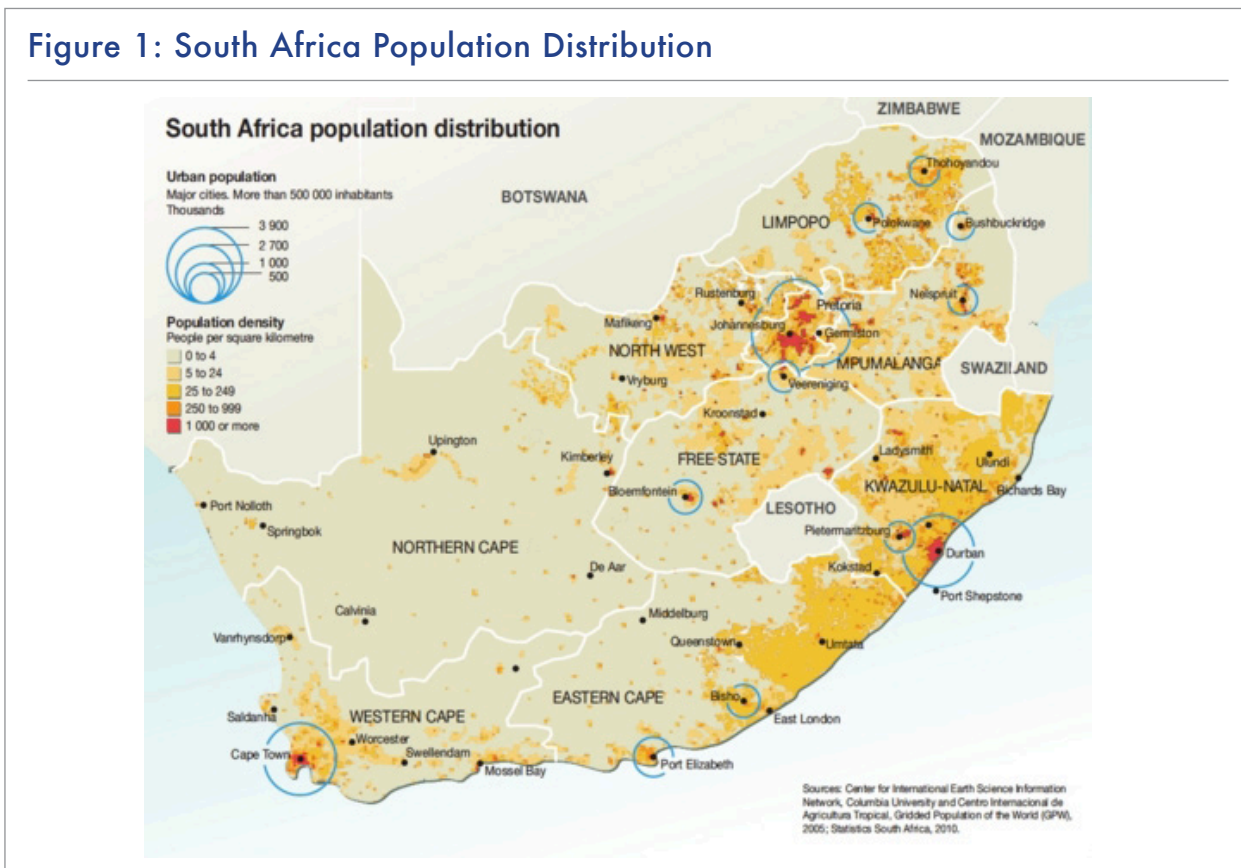 Figure 1: South Africa Population Distribution
South Africa population distribution
Urban population
Major cities. More than 500 000 inhabitants
Thousands
3 900
2 700
1 000
500
Population density
People per square kilometre
0 to 4
5 to 24
25 to 249
250 to 999
1 000 or more
ZIMBABWE
MOZAMBIQUE
BOTSWANA
Thohoyandou
LIMPOPO
Polokwane
Bushbuckridge
Rustenburg
Pretoria
Nelspruit
Mafikeng
Johannesburg
Germiston
NORTH WEST
MPUMALANGA
SWAZILAND
Vryburg
Veereniging
Kroonstad
Upington
Kimberley
FREE STATE
Ladysmith
Ulundi
Bloemfontein
KWAZULU-NATAL
Richards Bay
Port Nolloth
LESOTHO
Springbok
Pietermaritzburg
NORTHERN CAPE
Durban
De Aar
Kokstad
Port Shepstone
Calvinia
Middelburg
Vanrhynsdorp
Queenstown
Umtata
EASTERN CAPE
Bisho
Saldanha
WESTERN CAPE
East London
Worcester
Cape Town
Swellendam
Mossel Bay
Port Elizabeth
Sources: Center for International Earth Science Information
Network, Columbia University and Centro Internacional de
Agricultura Tropical, Gridded Population of the World (GPW),
2005; Statistics South Africa, 2010.